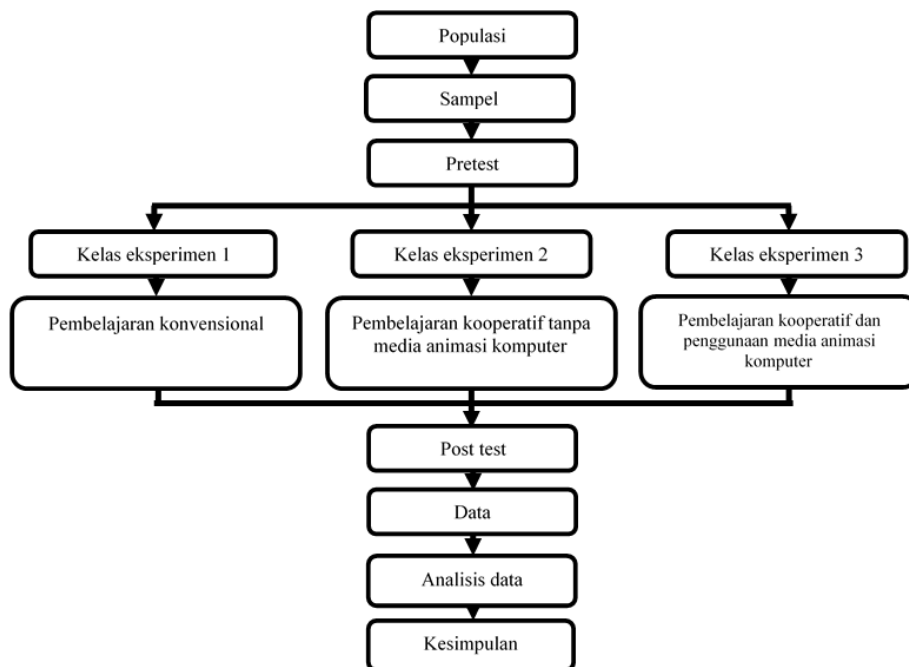 Populasi
Sampel
Pretest
Kelas eksperimen 1
Kelas eksperimen 2
Kelas eksperimen 3
Pembelajaran konvensional
Pembelajaran kooperatif tanpa
media animasi komputer
Pembelajaran kooperatif dan
penggunaan media animasi
komputer
Post test
Data
Analisis data
Kesimpulan